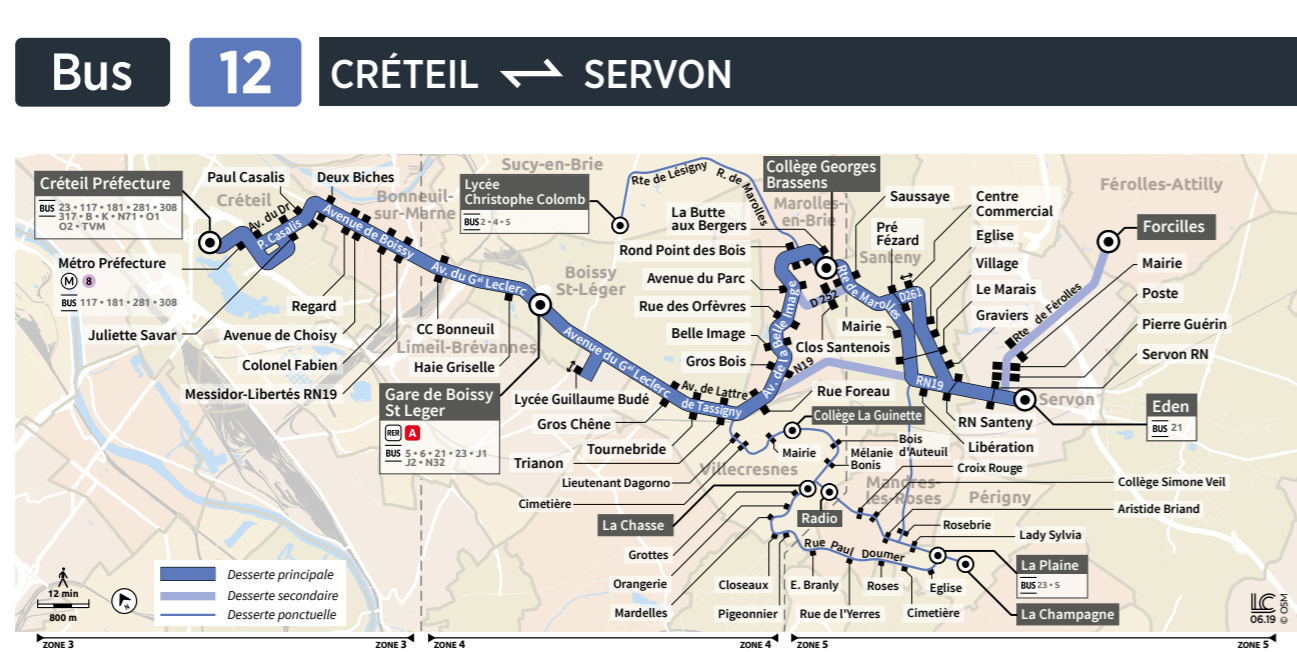 Bus
12
CRÉTEIL ⇌ SERVON
Créteil Préfecture
BUS 23 • 117 • 181 • 281 • 308
317 • B • K • N71 • O1
O2 • TVM
Créteil
Paul Casalis
Deux Biches
Av. du Dr
P. Casalis
Avenue de Boissy
Bonneuil-
sur-Marne
Métro Préfecture
M 8
BUS 117 • 181 • 281 • 308
Juliette Savar
Regard
Avenue de Choisy
Colonel Fabien
Messidor-Libertés RN19
Av. du Gal Leclerc
CC Bonneuil
Limeil-Brévannes
Haie Griselle
Sucy-en-Brie
Lycée
Christophe Colomb
BUS 2 • 4 • S
Boissy
St-Léger
Gare de Boissy
St Leger
RER A
BUS 5 • 6 • 21 • 23 • J1
J2 • N32
Avenue du Gal Leclerc
Lycée Guillaume Budé
Gros Chêne
Tournebride
Trianon
Lieutenant Dagorno
Cimetière
Av. de Lattre
de Tassigny
Rte de Lésigny
R. de Marolles
Collège Georges
Brassens
Marolles-
en-Brie
La Butte
aux Bergers
Rond Point des Bois
Avenue du Parc
Rue des Orfèvres
Belle Image
Gros Bois
Av. de la Belle Image
D 252
Rte de Marolles
N19
Saussaye
Pré
Fézard
Santeny
D261
Centre
Commercial
Eglise
Village
Le Marais
Graviers
Mairie
Clos Santenois
RN19
Rue Foreau
RN Santeny
Libération
Férolles-Attilly
Forcilles
Rte de Férolles
Mairie
Poste
Pierre Guérin
Servon RN
Servon
Eden
BUS 21
Collège La Guinette
Mairie
Villecresnes
Bois
d'Auteuil
Mélanie
Bonis
Croix Rouge
Mandres-
les-Roses
Périgny
Collège Simone Veil
Aristide Briand
Rosebrie
Lady Sylvia
La Chasse
Radio
Grottes
Orangerie
Mardelles
Closeaux
Pigeonnier
Rue Paul Doumer
E. Branly
Rue de l'Yerres
Roses
Cimetière
Eglise
La Plaine
BUS 23 • S
La Champagne
12 min
800 m
Desserte principale
Desserte secondaire
Desserte ponctuelle
LC
06.19
© OSM
ZONE 3
ZONE 3
ZONE 4
ZONE 4
ZONE 5
ZONE 5